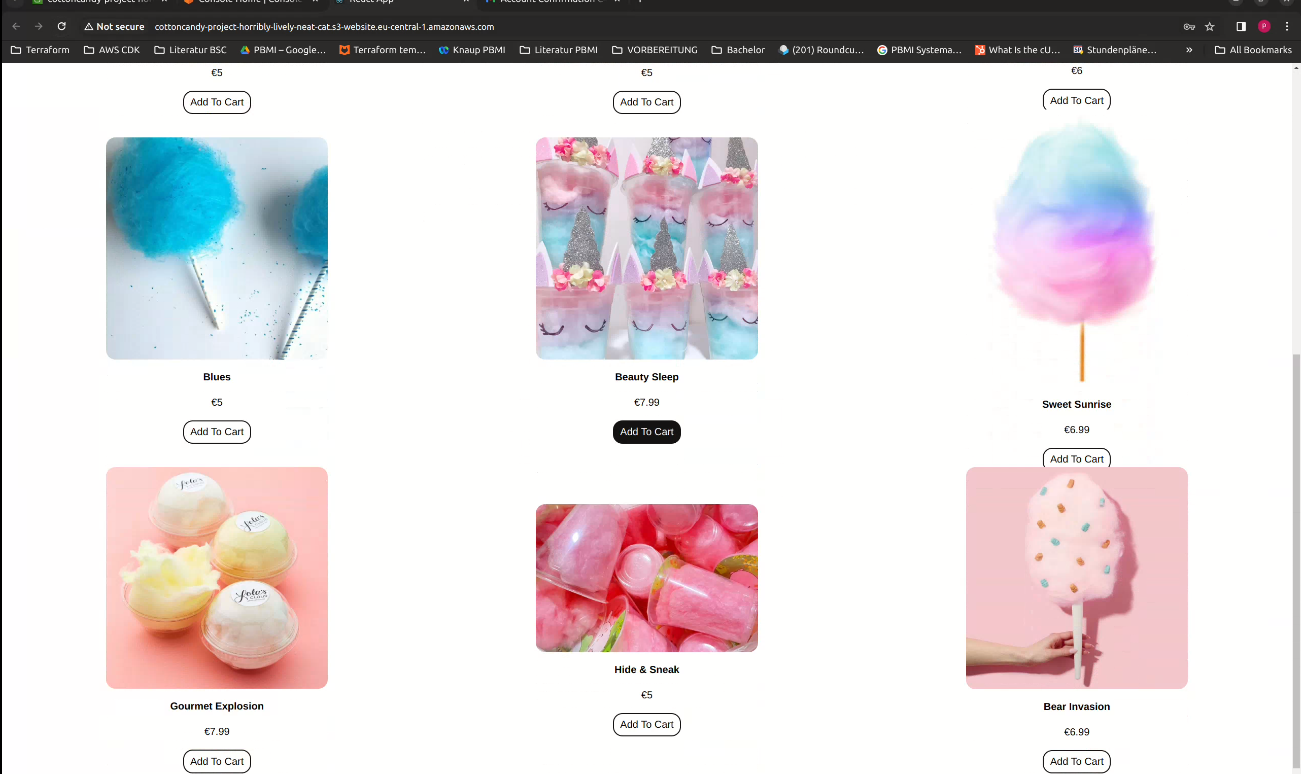 cottoncandy-project-hor
Console Home | Consol
React App
Account Confirmation C
Not secure
cottoncandy-project-horribly-lively-neat-cat.s3-website.eu-central-1.amazonaws.com
P
Terraform
AWS CDK
Literatur BSC
PBMI – Google…
Terraform tem…
Knaup PBMI
Literatur PBMI
VORBEREITUNG
Bachelor
(201) Roundcu…
PBMI Systema…
What Is the cU…
Stundenpläne…
»
All Bookmarks
€5
€5
€6
Add To Cart
Add To Cart
Add To Cart
Blues
Beauty Sleep
Sweet Sunrise
€5
€7.99
€6.99
Add To Cart
Add To Cart
Add To Cart
Gourmet Explosion
Hide & Sneak
Bear Invasion
€7.99
€5
€6.99
Add To Cart
Add To Cart
Add To Cart